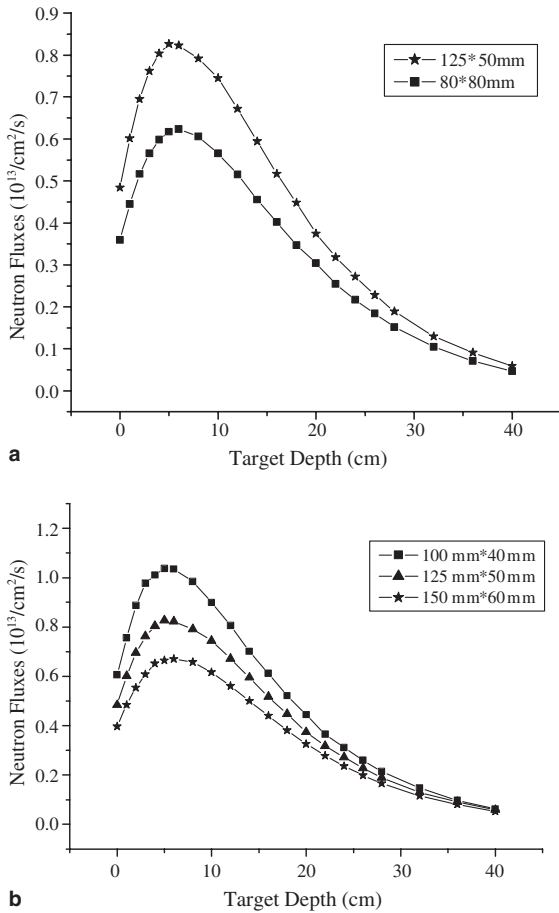 0.9
0.8
0.7
0.6
0.5
0.4
0.3
0.2
0.1
0.0
Neutron Fluxes (10¹³/cm²/s)
125*50mm
80*80mm
0 10 20 30 40
Target Depth (cm)
a
1.2
1.0
0.8
0.6
0.4
0.2
0.0
Neutron Fluxes (10¹³/cm²/s)
100 mm*40mm
125 mm*50mm
150 mm*60mm
0 10 20 30 40
Target Depth (cm)
b